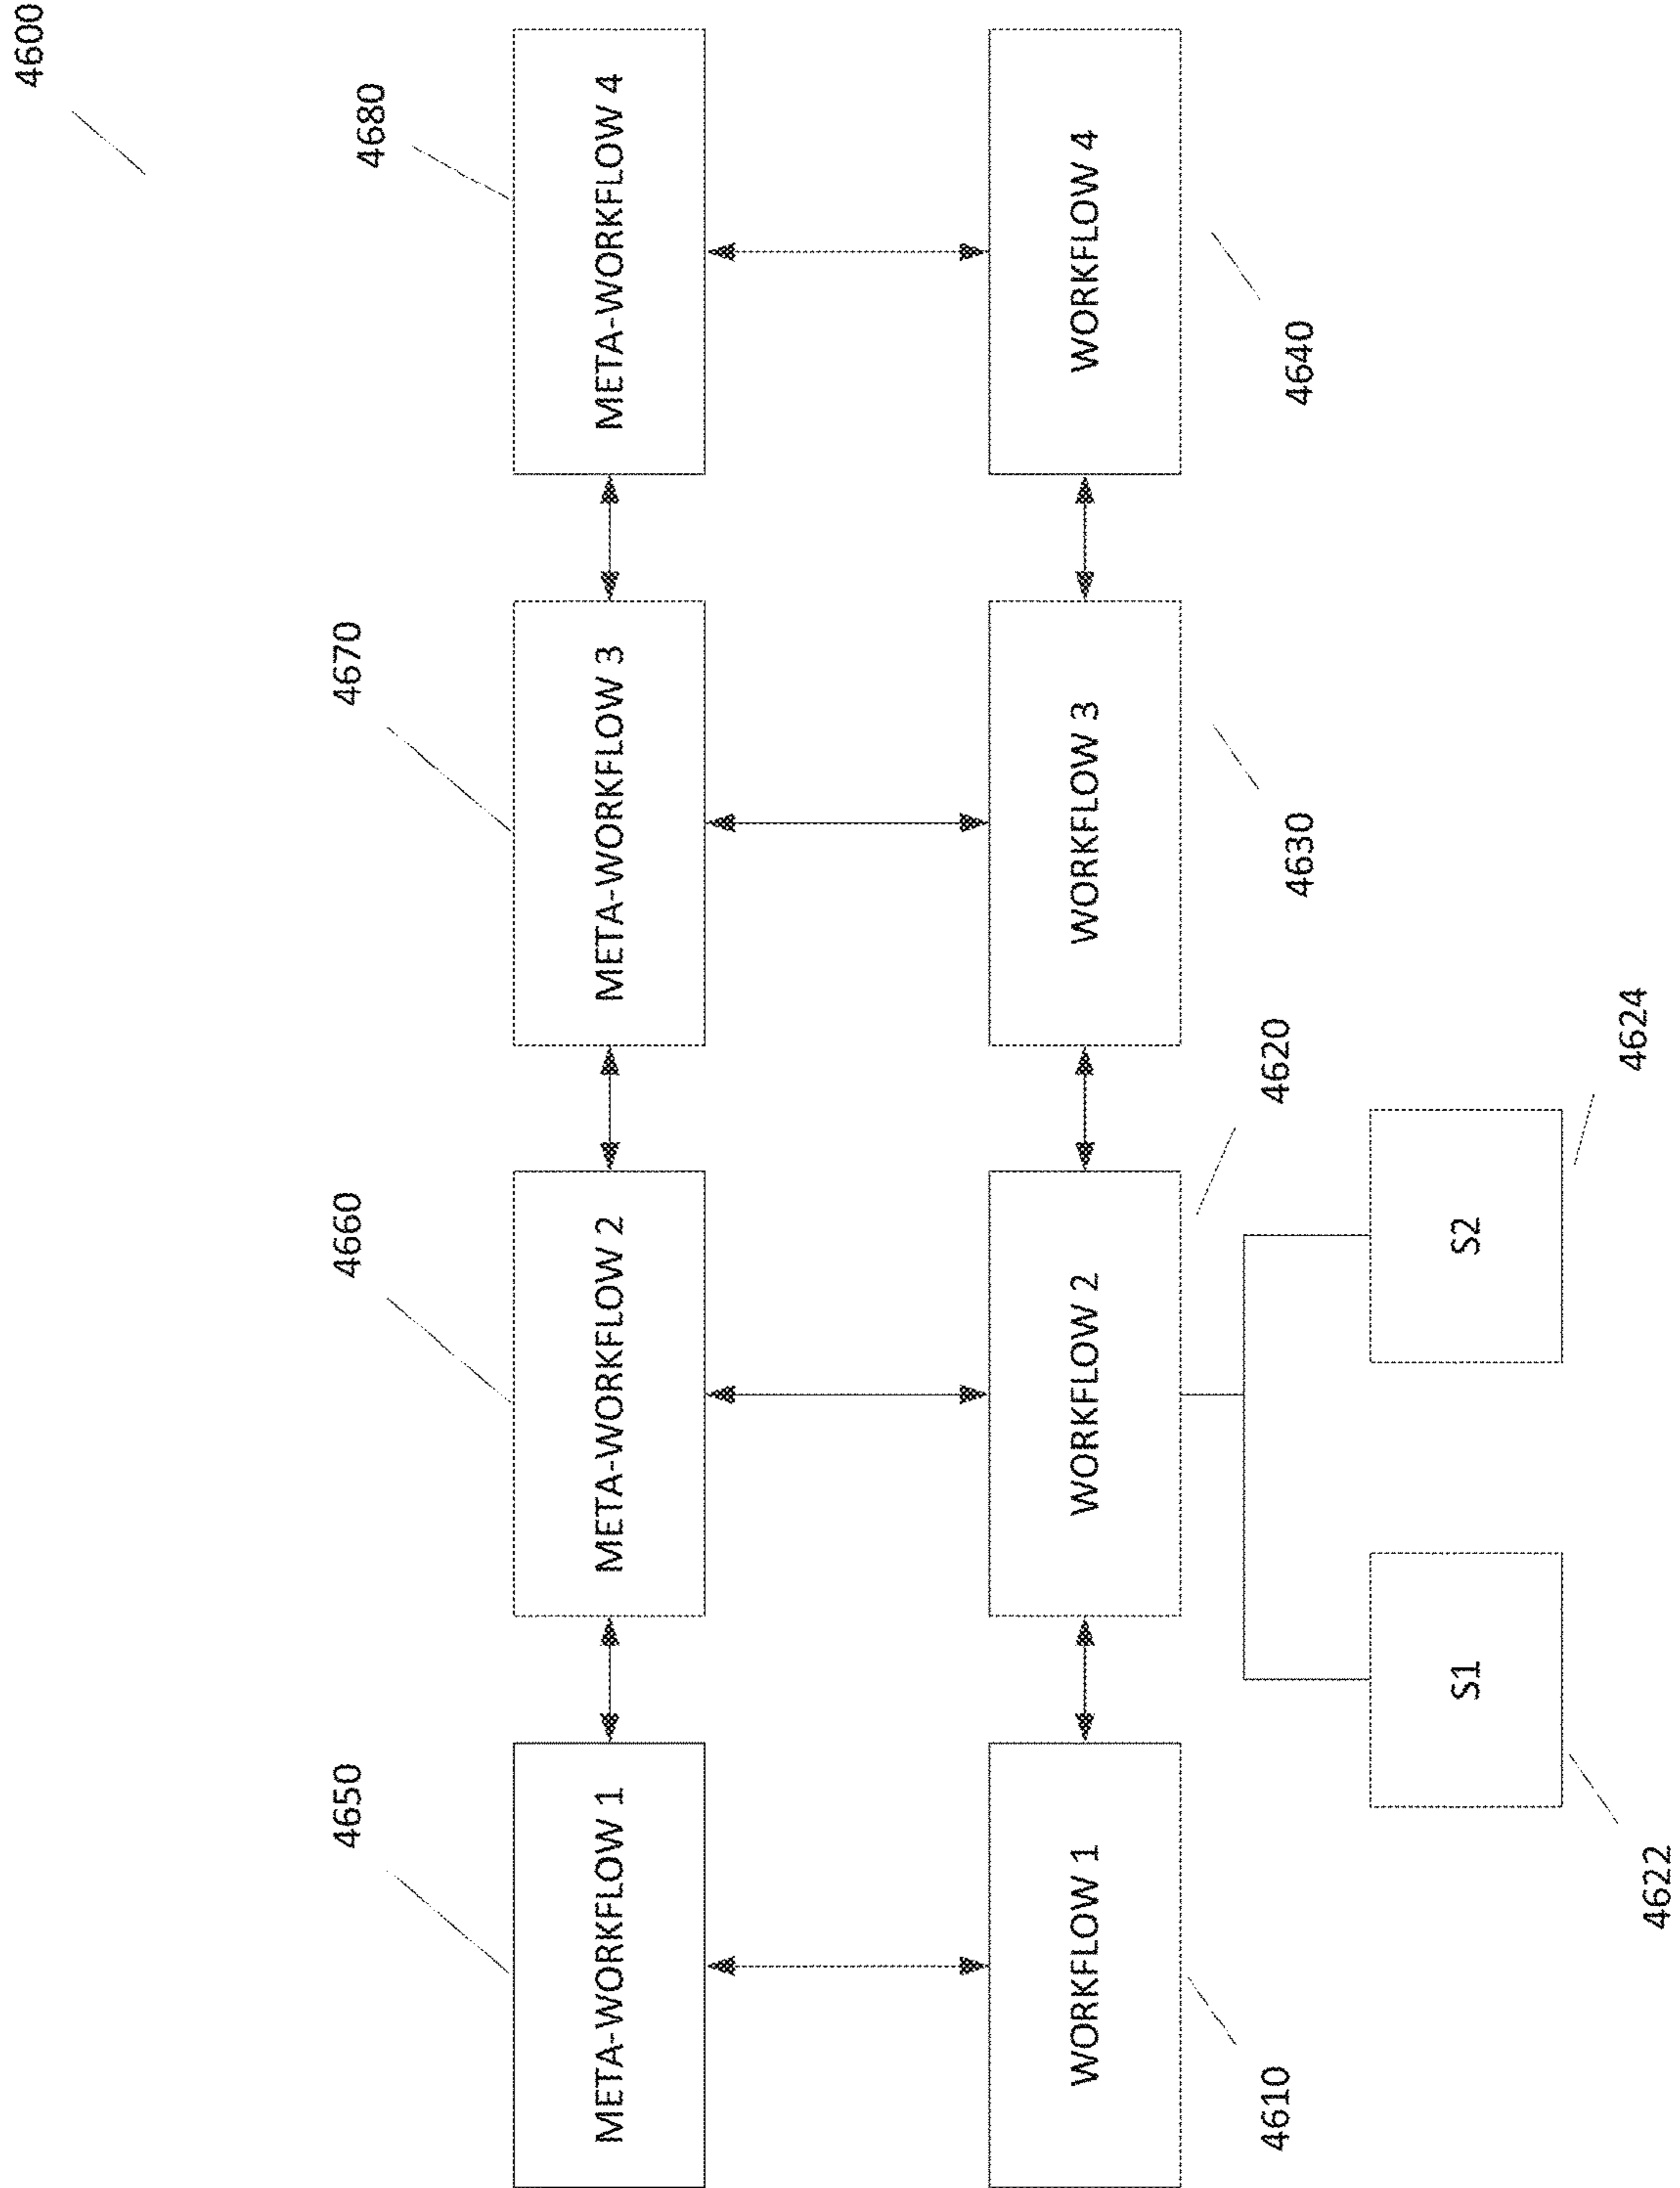 4600
4650
4660
4670
4680
META-WORKFLOW 1
META-WORKFLOW 2
META-WORKFLOW 3
META-WORKFLOW 4
WORKFLOW 1
WORKFLOW 2
WORKFLOW 3
WORKFLOW 4
4610
4620
4630
4640
S1
S2
4622
4624